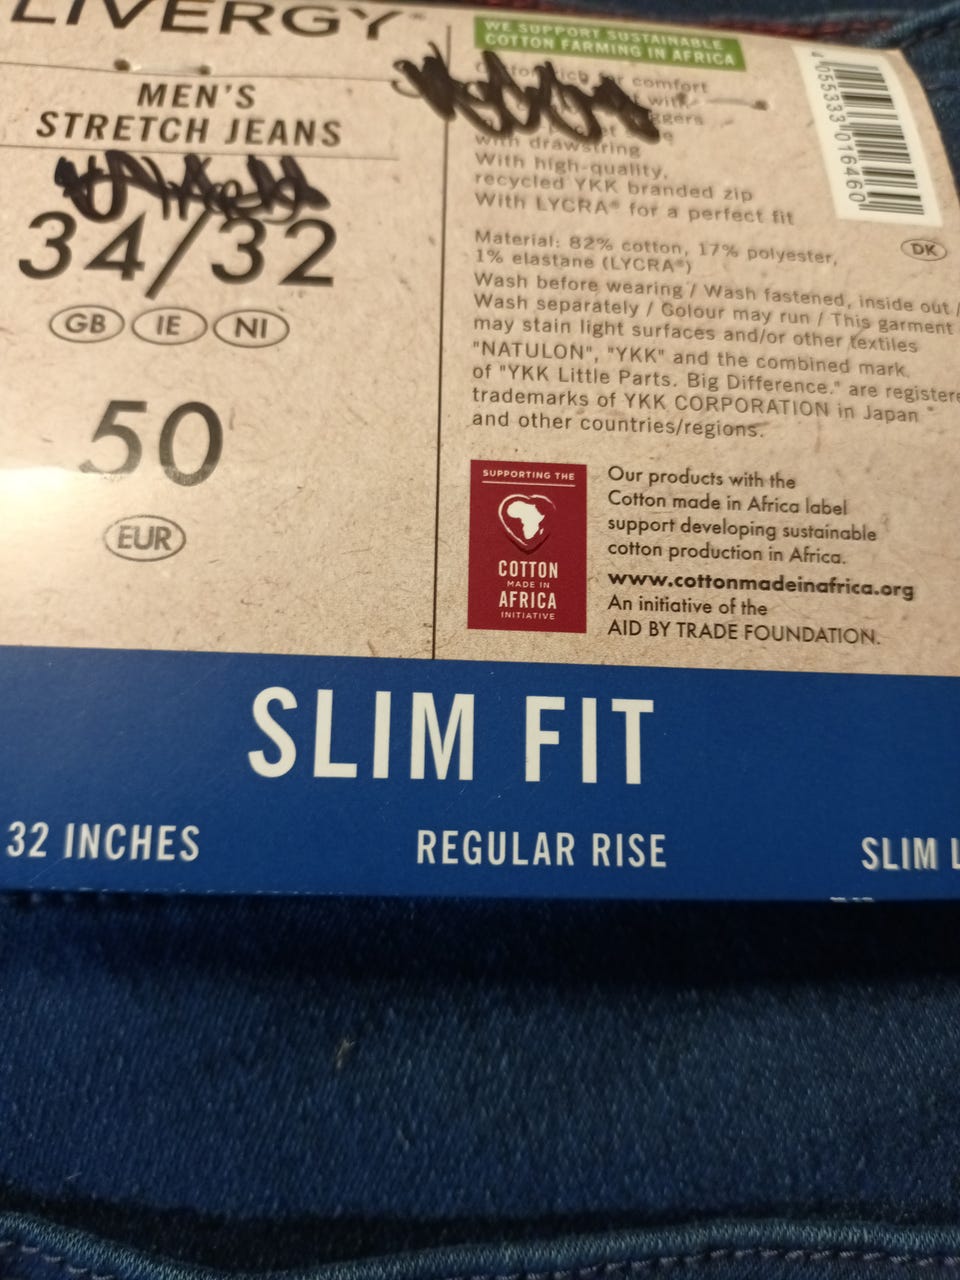 LIVERGY
MEN'S
STRETCH JEANS
34/32
GB IE NI
50
EUR
WE SUPPORT SUSTAINABLE
COTTON FARMING IN AFRICA
comfort
with
with drawstring
With high-quality,
recycled YKK branded zip
With LYCRA® for a perfect fit
Material: 82% cotton, 17% polyester,
1% elastane (LYCRA®)
Wash before wearing / Wash fastened, inside out /
Wash separately / Colour may run / This garment
may stain light surfaces and/or other textiles
"NATULON", "YKK" and the combined mark
of "YKK Little Parts. Big Difference." are registere
trademarks of YKK CORPORATION in Japan
and other countries/regions.
4 055333 016460
DK
SUPPORTING THE
COTTON
MADE IN
AFRICA
INITIATIVE
Our products with the
Cotton made in Africa label
support developing sustainable
cotton production in Africa.
www.cottonmadeinafrica.org
An initiative of the
AID BY TRADE FOUNDATION.
SLIM FIT
32 INCHES
REGULAR RISE
SLIM L